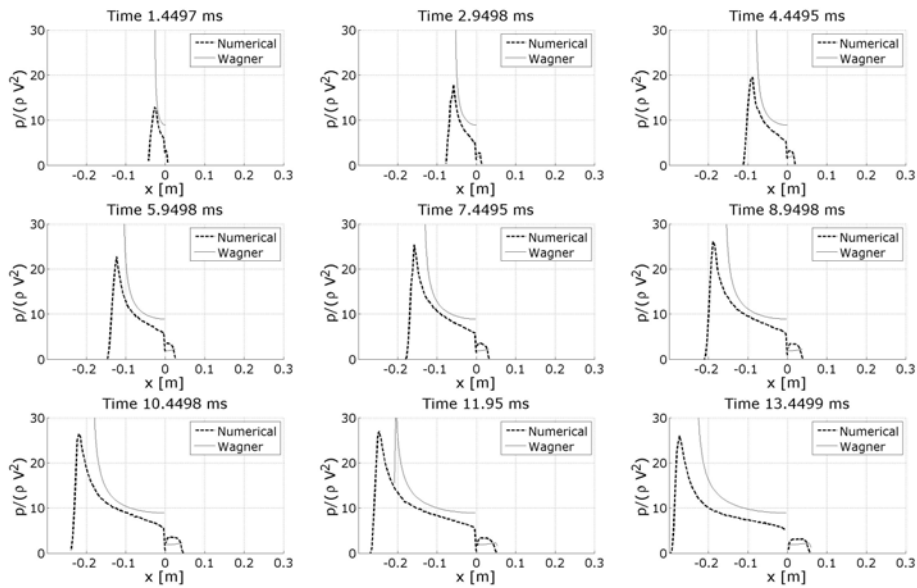 Time 1.4497 ms
Time 2.9498 ms
Time 4.4495 ms
30
20
10
0
p/(ρ V²)
Numerical
Wagner
-0.2 -0.1 0 0.1 0.2 0.3
x [m]
30
20
10
0
p/(ρ V²)
Numerical
Wagner
-0.2 -0.1 0 0.1 0.2 0.3
x [m]
30
20
10
0
p/(ρ V²)
Numerical
Wagner
-0.2 -0.1 0 0.1 0.2 0.3
x [m]
Time 5.9498 ms
Time 7.4495 ms
Time 8.9498 ms
30
20
10
0
p/(ρ V²)
Numerical
Wagner
-0.2 -0.1 0 0.1 0.2 0.3
x [m]
30
20
10
0
p/(ρ V²)
Numerical
Wagner
-0.2 -0.1 0 0.1 0.2 0.3
x [m]
30
20
10
0
p/(ρ V²)
Numerical
Wagner
-0.2 -0.1 0 0.1 0.2 0.3
x [m]
Time 10.4498 ms
Time 11.95 ms
Time 13.4499 ms
30
20
10
0
p/(ρ V²)
Numerical
Wagner
-0.2 -0.1 0 0.1 0.2 0.3
x [m]
30
20
10
0
p/(ρ V²)
Numerical
Wagner
-0.2 -0.1 0 0.1 0.2 0.3
x [m]
30
20
10
0
p/(ρ V²)
Numerical
Wagner
-0.2 -0.1 0 0.1 0.2 0.3
x [m]